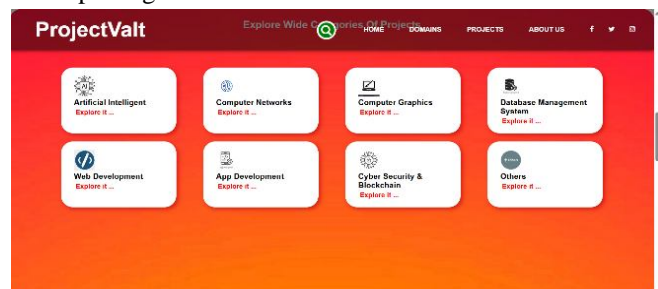 ProjectValt
Explore Wide Categories Of Projects
HOME DOMAINS PROJECTS ABOUT US
AI
Artificial Intelligent
Explore it ...
Computer Networks
Explore it ...
Computer Graphics
Explore it ...
Database Management
System
Explore it ...
Web Development
Explore it ...
App Development
Explore it ...
Cyber Security &
Blockchain
Explore it ...
Others
Explore it ...